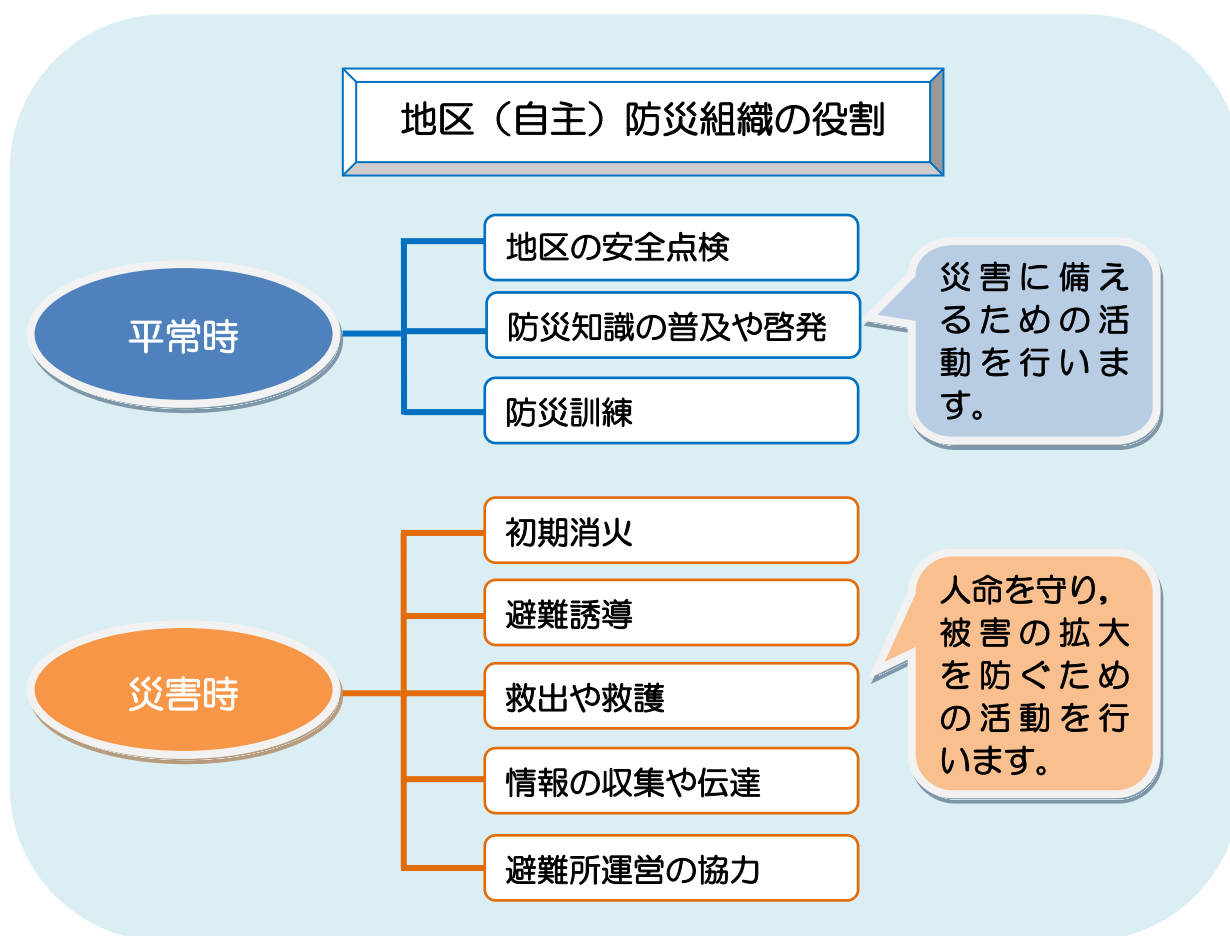 地区（自主）防災組織の役割
平常時
地区の安全点検
防災知識の普及や啓発
防災訓練
災害に備え
るための活
動を行いま
す。
災害時
初期消火
避難誘導
救出や救護
情報の収集や伝達
避難所運営の協力
人命を守り，
被害の拡大
を防ぐため
の活動を行
います。